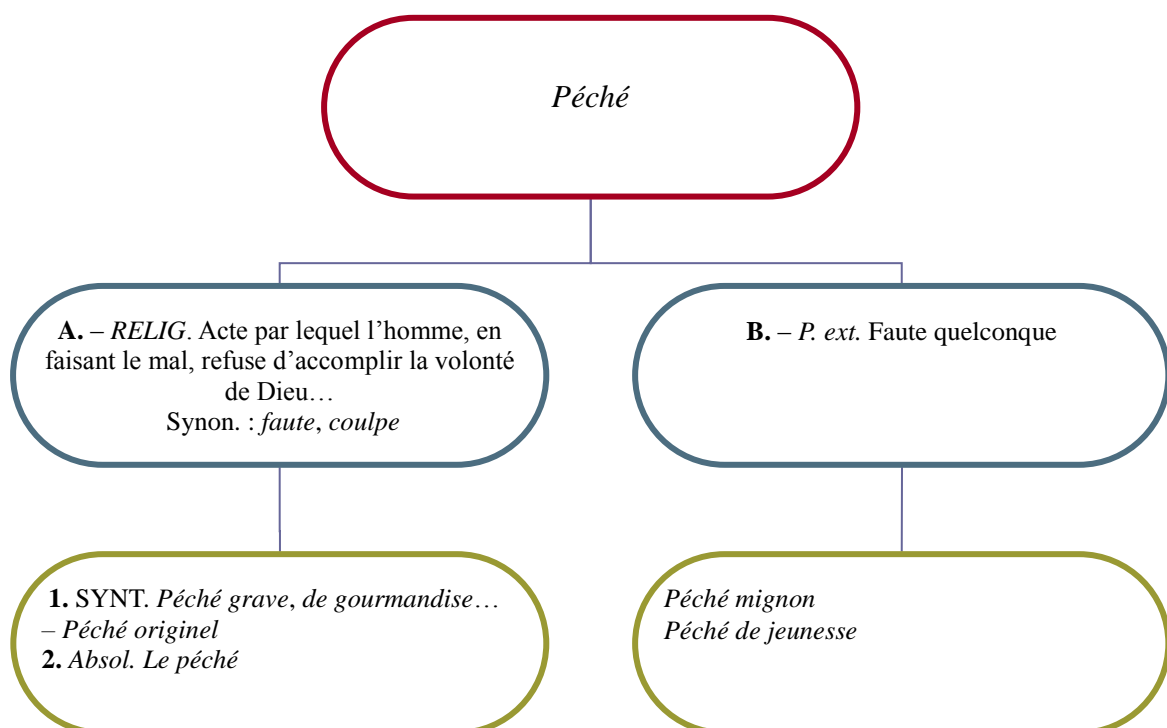 Péché
A. – RELIG. Acte par lequel l’homme, en
faisant le mal, refuse d’accomplir la volonté
de Dieu…
Synon. : faute, coulpe
B. – P. ext. Faute quelconque
1. SYNT. Péché grave, de gourmandise…
– Péché originel
2. Absol. Le péché
Péché mignon
Péché de jeunesse